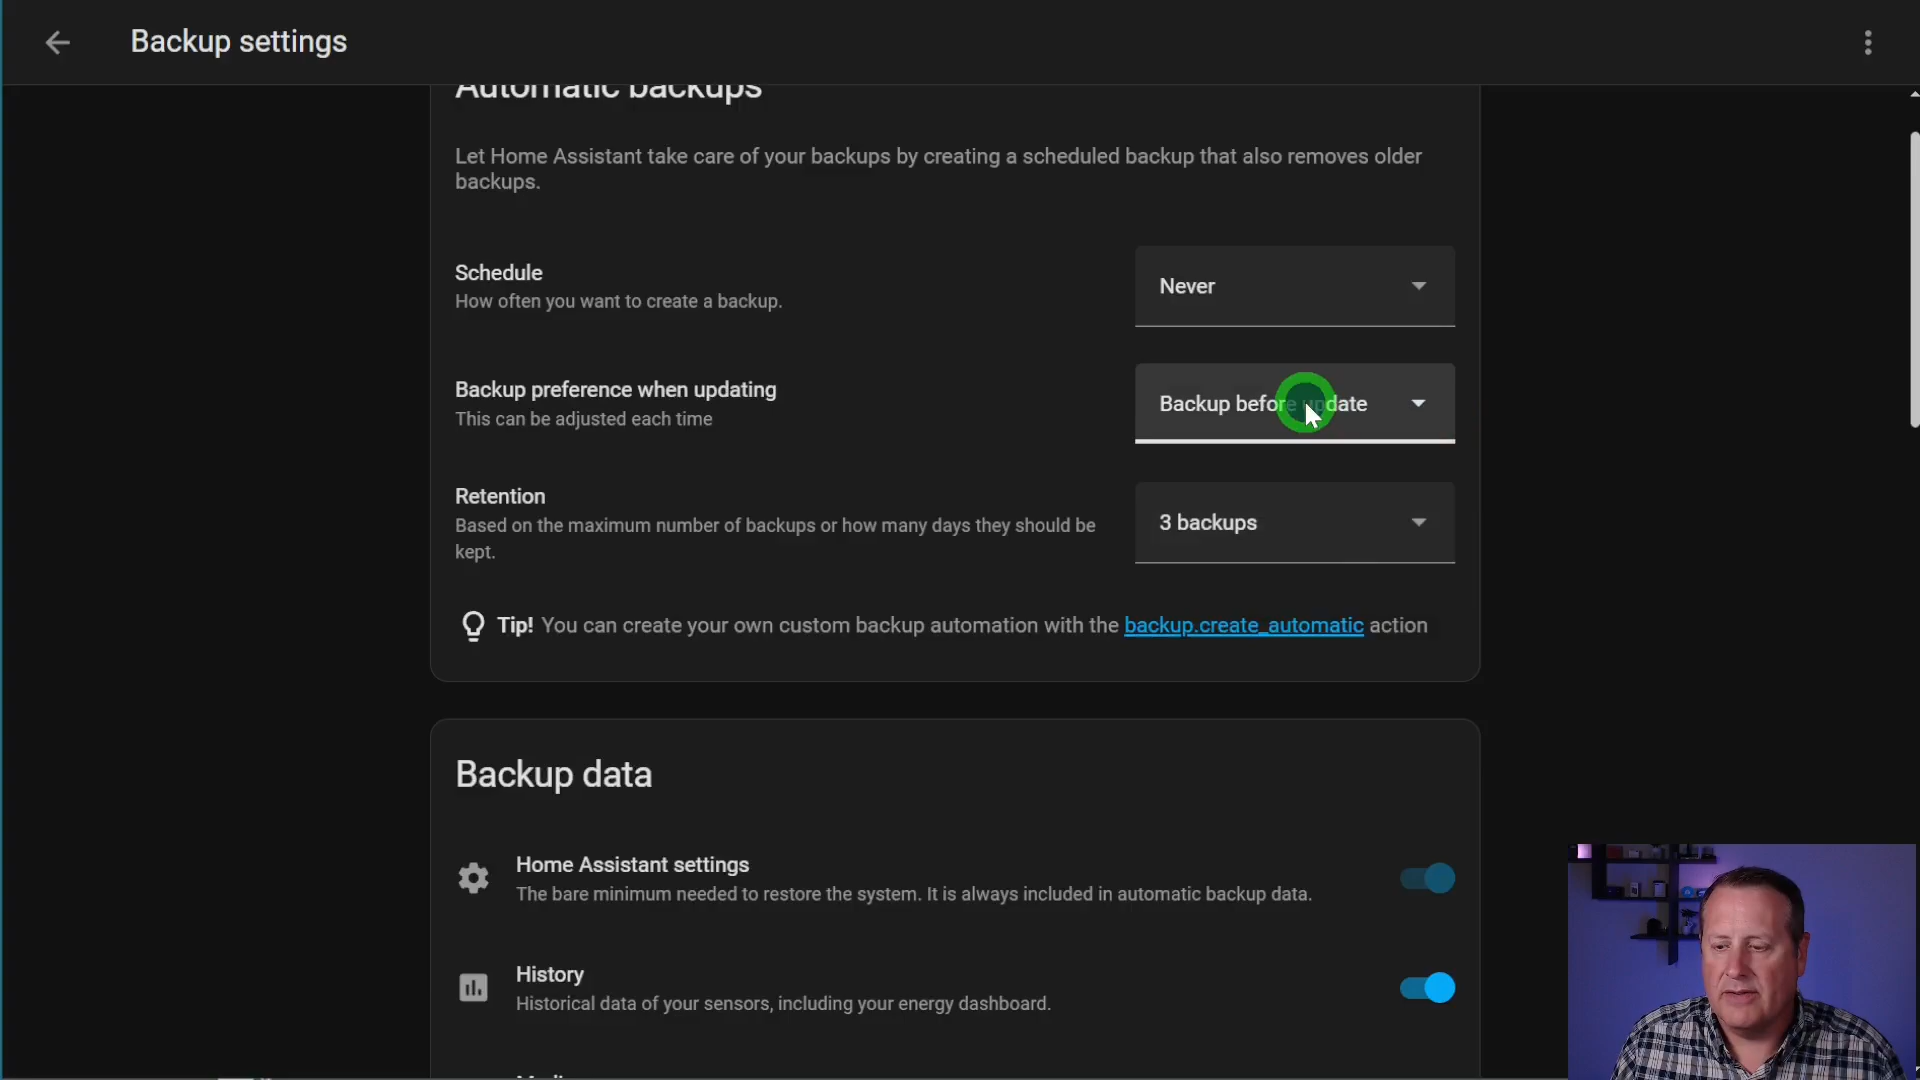 Backup settings
Automatic backups
Let Home Assistant take care of your backups by creating a scheduled backup that also removes older
backups.
Schedule
How often you want to create a backup.
Never
Backup preference when updating
This can be adjusted each time
Backup before update
Retention
Based on the maximum number of backups or how many days they should be
kept.
3 backups
Tip! You can create your own custom backup automation with the backup.create_automatic action
Backup data
Home Assistant settings
The bare minimum needed to restore the system. It is always included in automatic backup data.
History
Historical data of your sensors, including your energy dashboard.